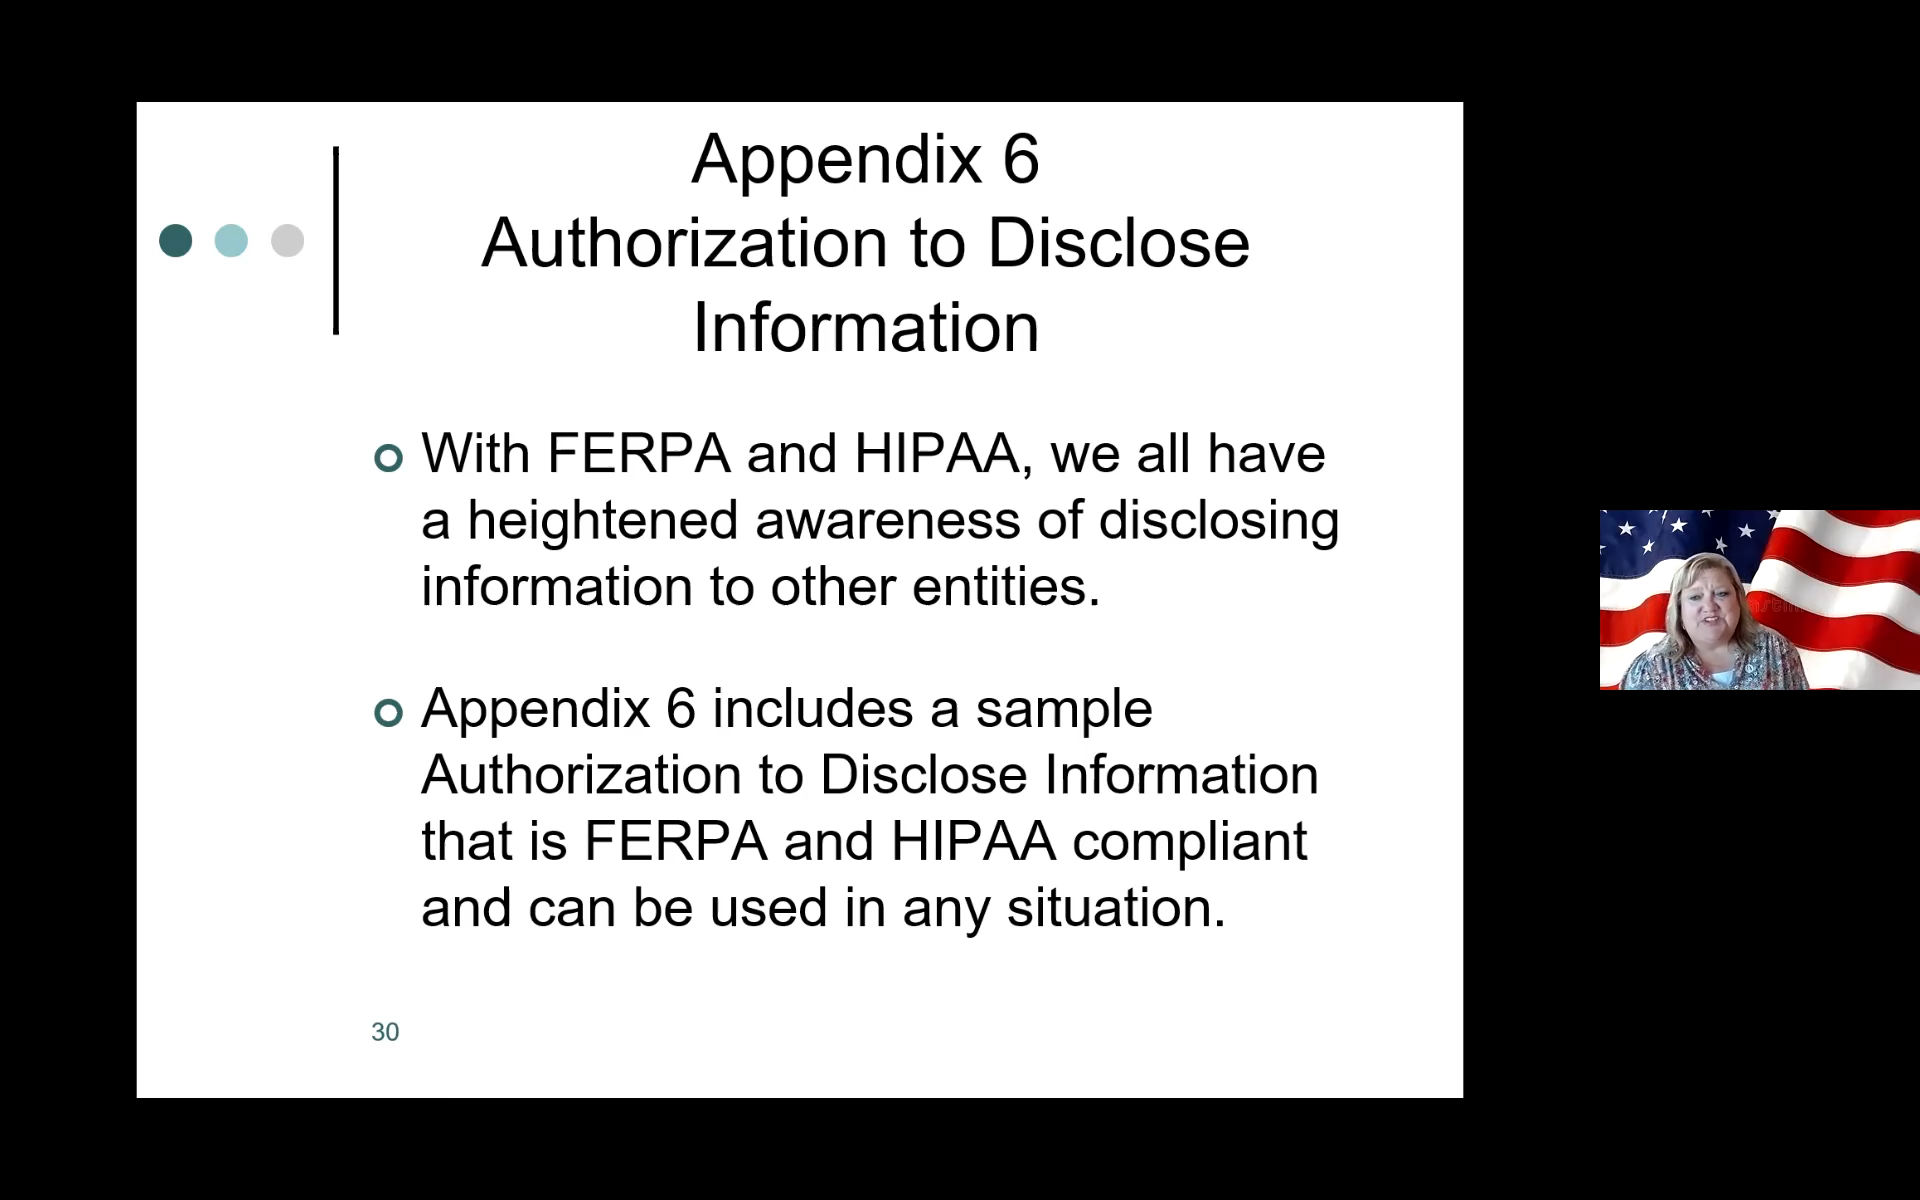 Appendix 6
Authorization to Disclose
Information
With FERPA and HIPAA, we all have
a heightened awareness of disclosing
information to other entities.
Appendix 6 includes a sample
Authorization to Disclose Information
that is FERPA and HIPAA compliant
and can be used in any situation.
30